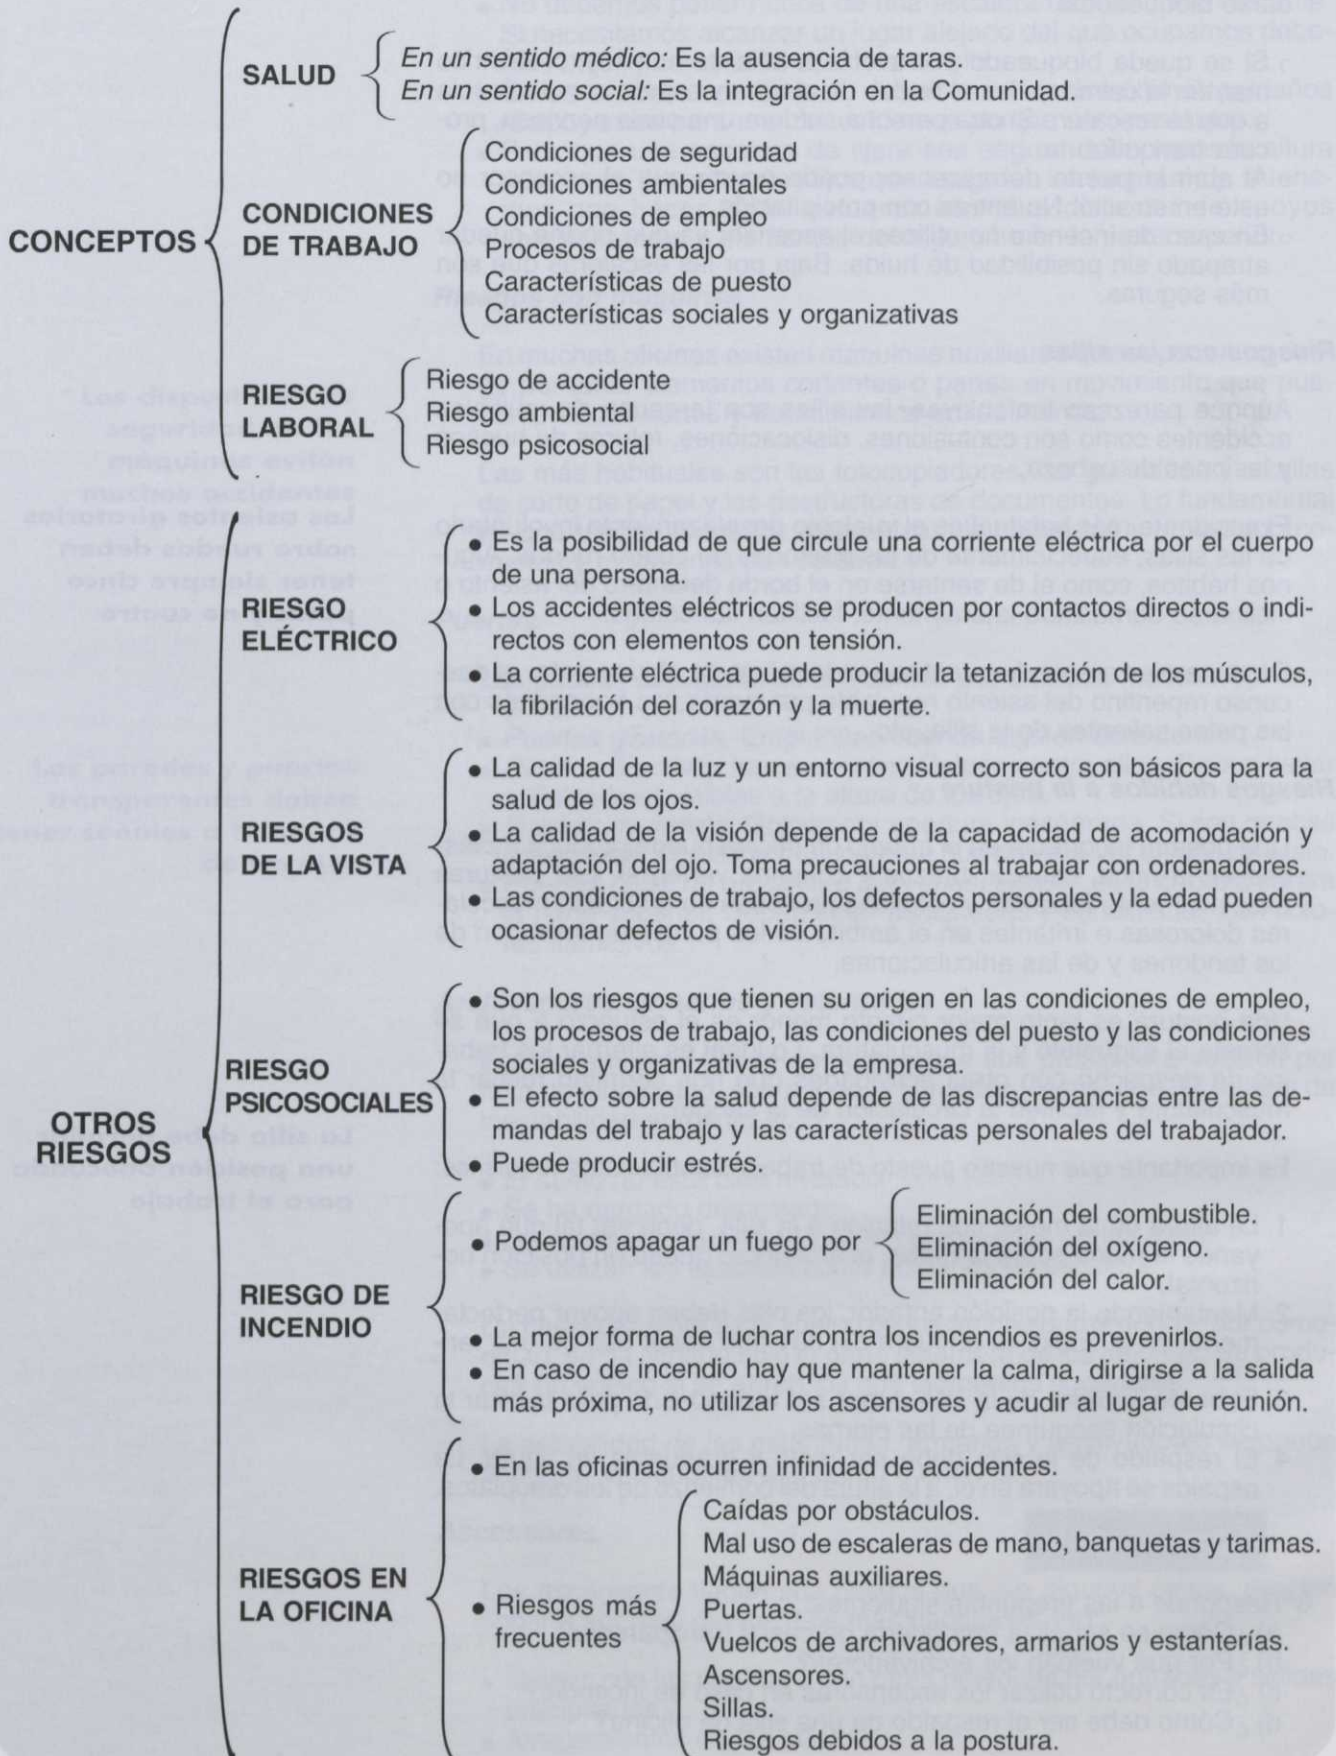 CONCEPTOS
SALUD
En un sentido médico: Es la ausencia de taras.
En un sentido social: Es la integración en la Comunidad.
CONDICIONES
DE TRABAJO
Condiciones de seguridad
Condiciones ambientales
Condiciones de empleo
Procesos de trabajo
Características de puesto
Características sociales y organizativas
RIESGO
LABORAL
Riesgo de accidente
Riesgo ambiental
Riesgo psicosocial
OTROS
RIESGOS
RIESGO
ELÉCTRICO
● Es la posibilidad de que circule una corriente eléctrica por el cuerpo
de una persona.
● Los accidentes eléctricos se producen por contactos directos o indi-
rectos con elementos con tensión.
● La corriente eléctrica puede producir la tetanización de los músculos,
la fibrilación del corazón y la muerte.
RIESGOS
DE LA VISTA
● La calidad de la luz y un entorno visual correcto son básicos para la
salud de los ojos.
● La calidad de la visión depende de la capacidad de acomodación y
adaptación del ojo. Toma precauciones al trabajar con ordenadores.
● Las condiciones de trabajo, los defectos personales y la edad pueden
ocasionar defectos de visión.
RIESGO
PSICOSOCIALES
● Son los riesgos que tienen su origen en las condiciones de empleo,
los procesos de trabajo, las condiciones del puesto y las condiciones
sociales y organizativas de la empresa.
● El efecto sobre la salud depende de las discrepancias entre las de-
mandas del trabajo y las características personales del trabajador.
● Puede producir estrés.
RIESGO DE
INCENDIO
● Podemos apagar un fuego por
Eliminación del combustible.
Eliminación del oxígeno.
Eliminación del calor.
● La mejor forma de luchar contra los incendios es prevenirlos.
● En caso de incendio hay que mantener la calma, dirigirse a la salida
más próxima, no utilizar los ascensores y acudir al lugar de reunión.
RIESGOS EN
LA OFICINA
● En las oficinas ocurren infinidad de accidentes.
● Riesgos más
frecuentes
Caídas por obstáculos.
Mal uso de escaleras de mano, banquetas y tarimas.
Máquinas auxiliares.
Puertas.
Vuelcos de archivadores, armarios y estanterías.
Ascensores.
Sillas.
Riesgos debidos a la postura.